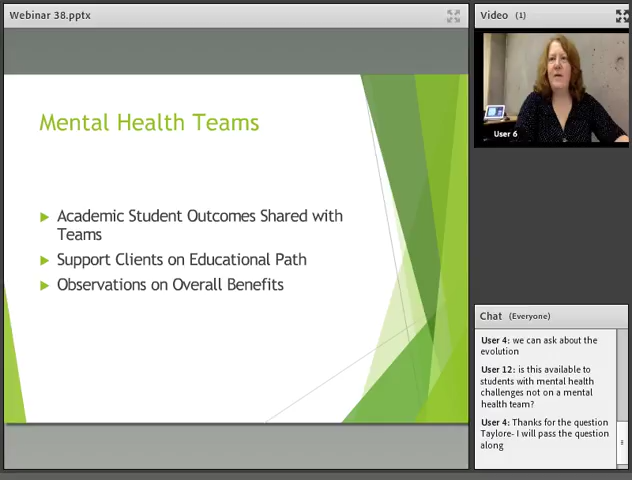 Webinar 38.pptx
Mental Health Teams
Academic Student Outcomes Shared with
Teams
Support Clients on Educational Path
Observations on Overall Benefits
Video (1)
User 6
Chat (Everyone)
User 4: we can ask about the
evolution
User 12: is this available to
students with mental health
challenges not on a mental
health team?
User 4: Thanks for the question
Taylore- I will pass the question
along